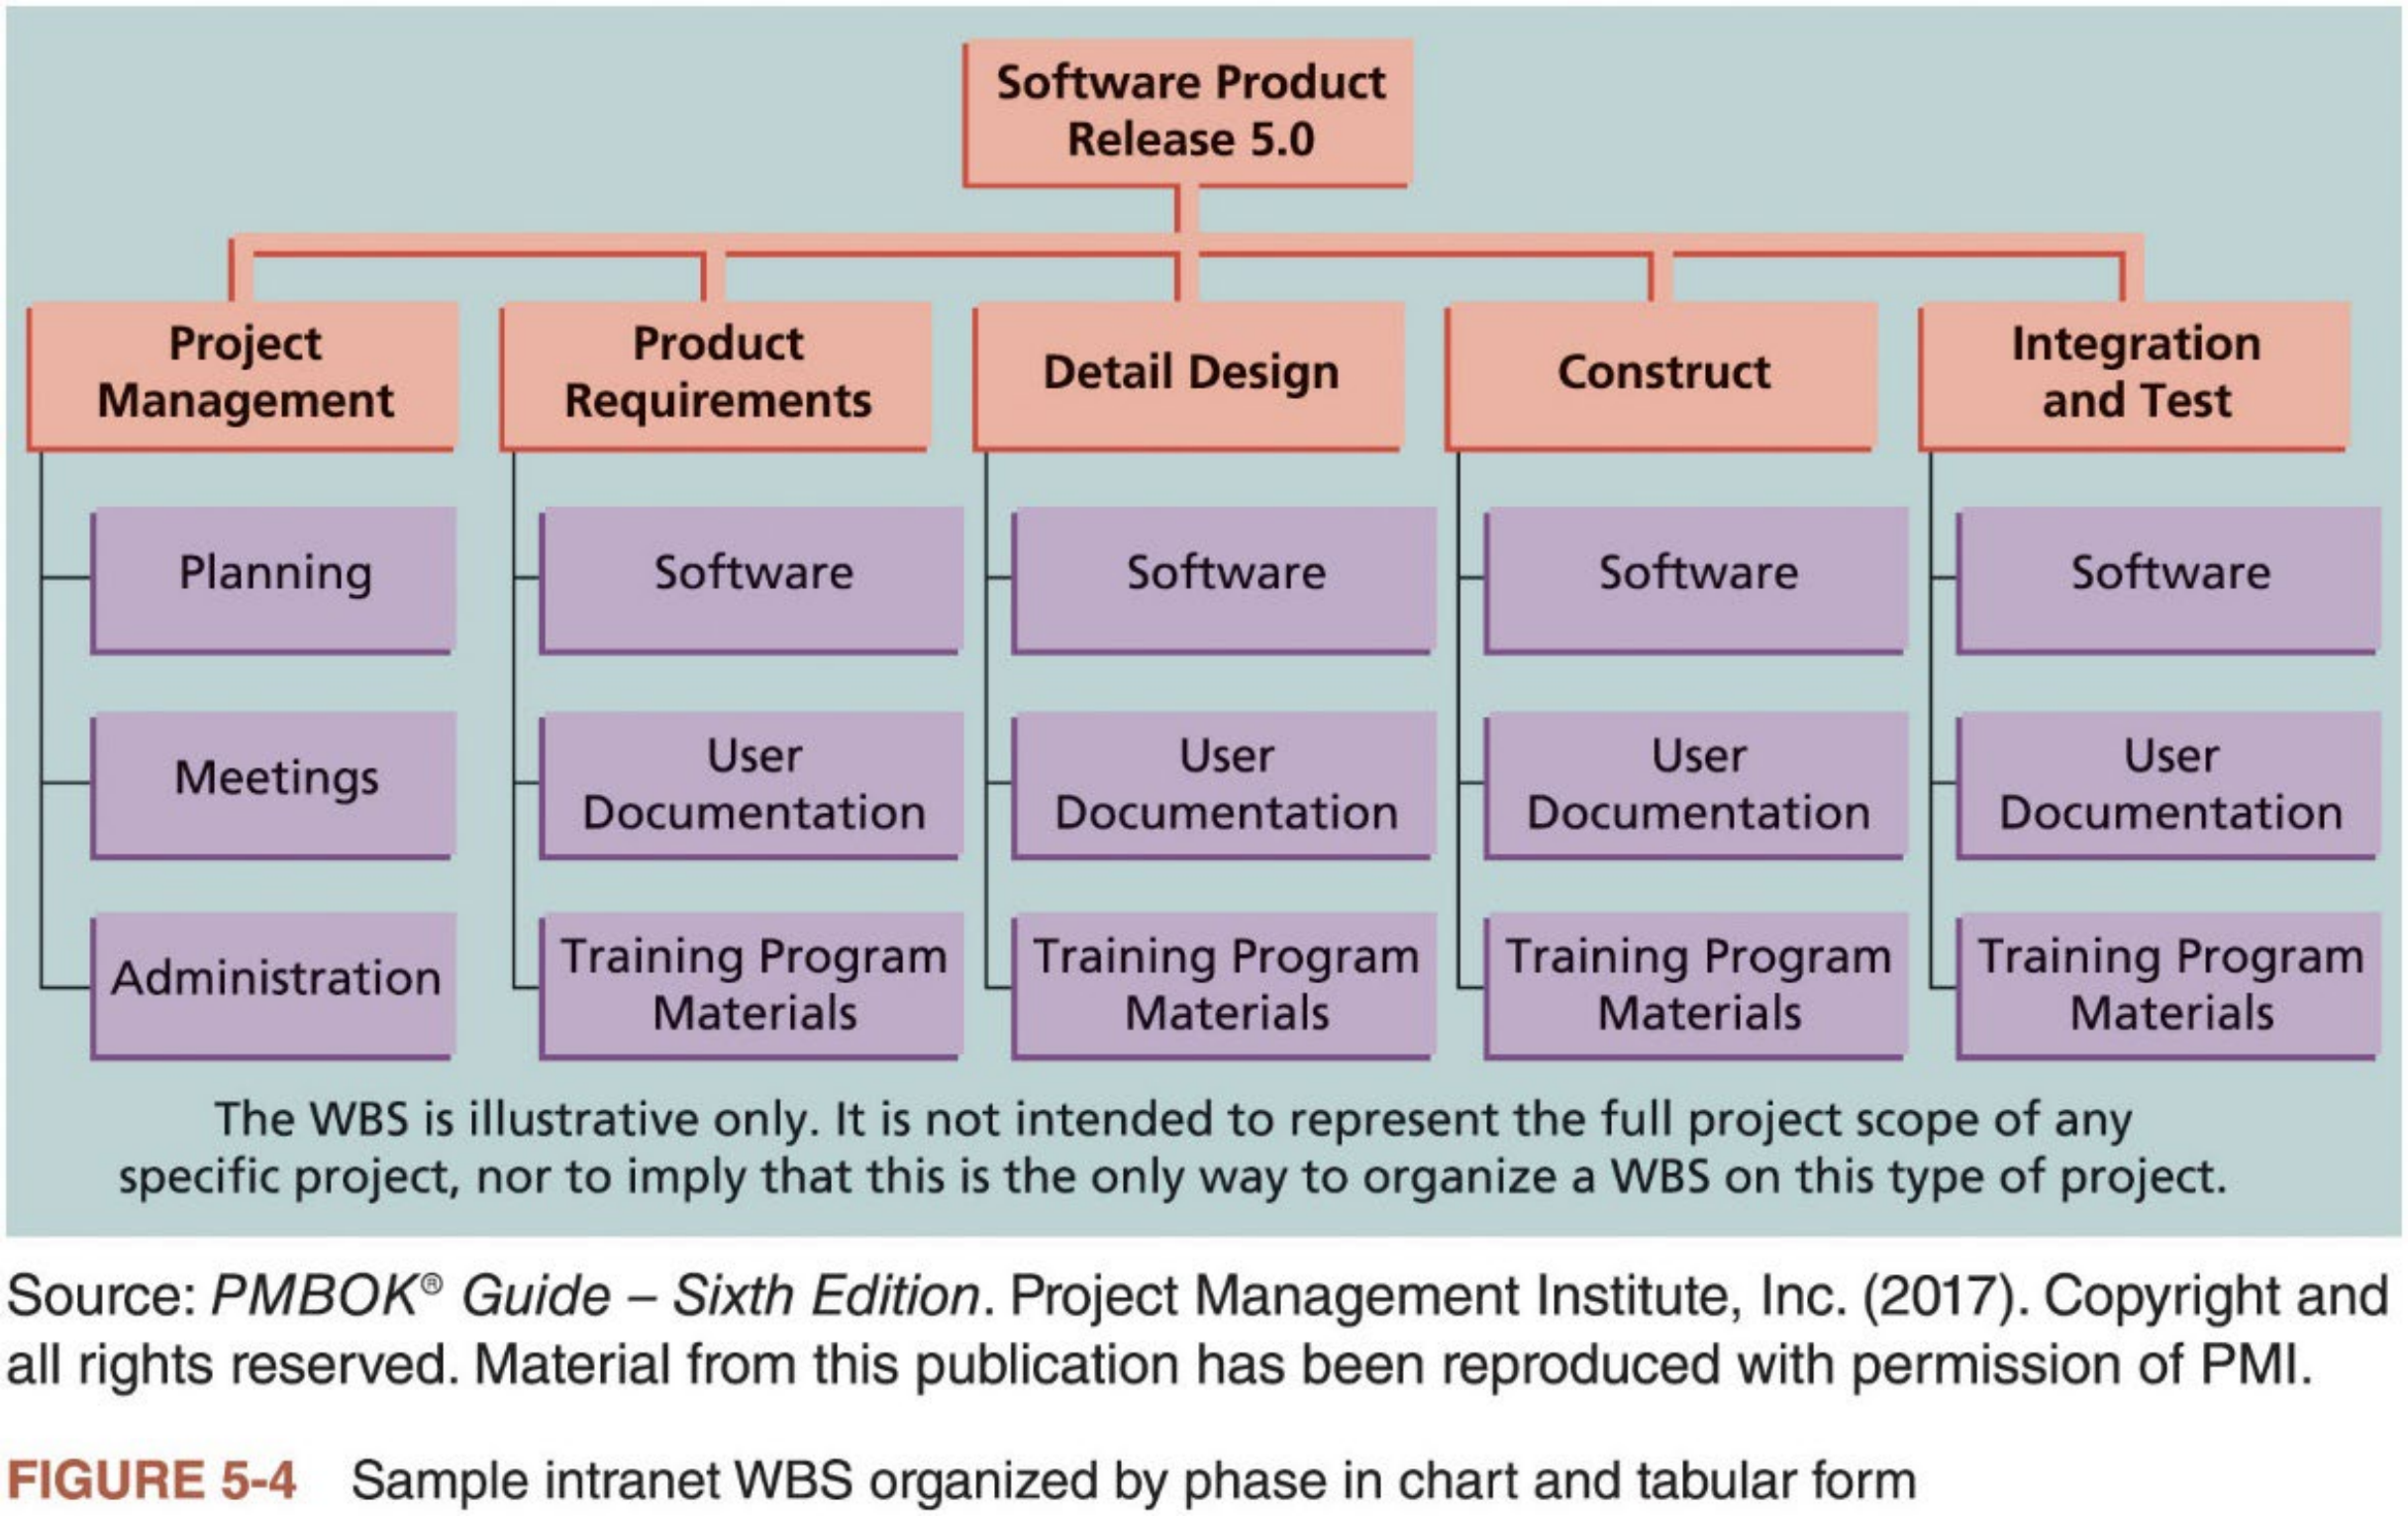 Software Product
Release 5.0
Project
Management
Product
Requirements
Detail Design
Construct
Integration
and Test
Planning
Software
Software
Software
Software
Meetings
User
Documentation
User
Documentation
User
Documentation
User
Documentation
Administration
Training Program
Materials
Training Program
Materials
Training Program
Materials
Training Program
Materials
The WBS is illustrative only. It is not intended to represent the full project scope of any
specific project, nor to imply that this is the only way to organize a WBS on this type of project.
Source: PMBOK® Guide – Sixth Edition. Project Management Institute, Inc. (2017). Copyright and
all rights reserved. Material from this publication has been reproduced with permission of PMI.
FIGURE 5-4 Sample intranet WBS organized by phase in chart and tabular form